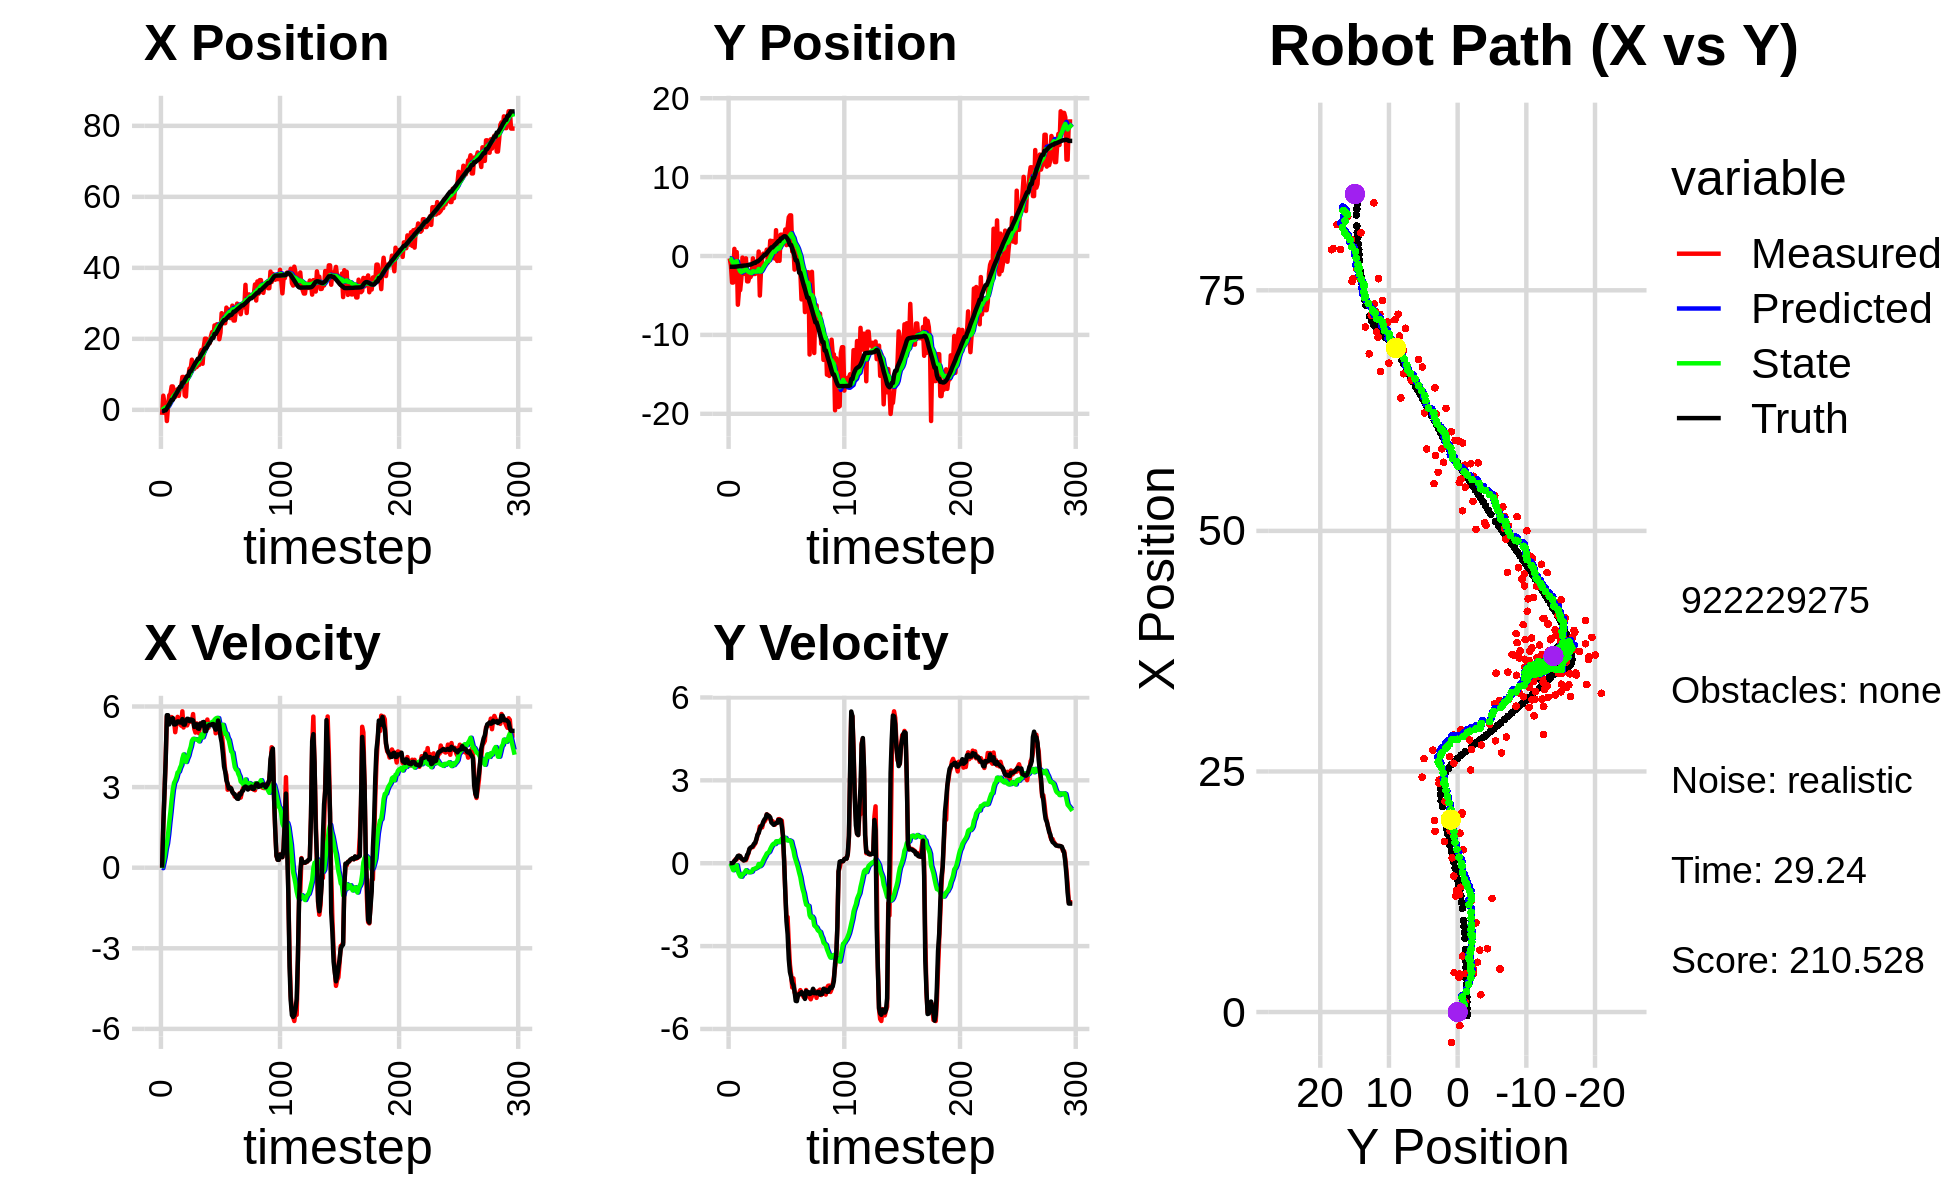 X Position
80
60
40
20
0
0
100
200
300
timestep
Y Position
20
10
0
-10
-20
0
100
200
300
timestep
X Velocity
6
3
0
-3
-6
0
100
200
300
timestep
Y Velocity
6
3
0
-3
-6
0
100
200
300
timestep
Robot Path (X vs Y)
X Position
75
50
25
0
20 10 0 -10 -20
Y Position
variable
Measured
Predicted
State
Truth
922229275
Obstacles: none
Noise: realistic
Time: 29.24
Score: 210.528